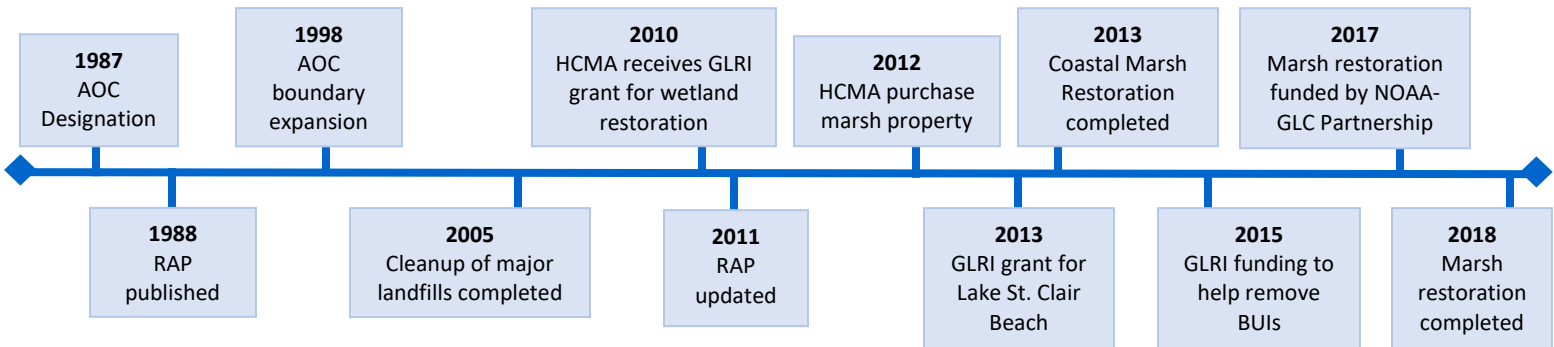 1987
AOC
Designation
1998
AOC
boundary
expansion
2010
HCMA receives GLRI
grant for wetland
restoration
2012
HCMA purchase
marsh property
2013
Coastal Marsh
Restoration
completed
2017
Marsh restoration
funded by NOAA-
GLC Partnership
1988
RAP
published
2005
Cleanup of major
landfills completed
2011
RAP
updated
2013
GLRI grant for
Lake St. Clair
Beach
2015
GLRI funding to
help remove
BUIs
2018
Marsh
restoration
completed